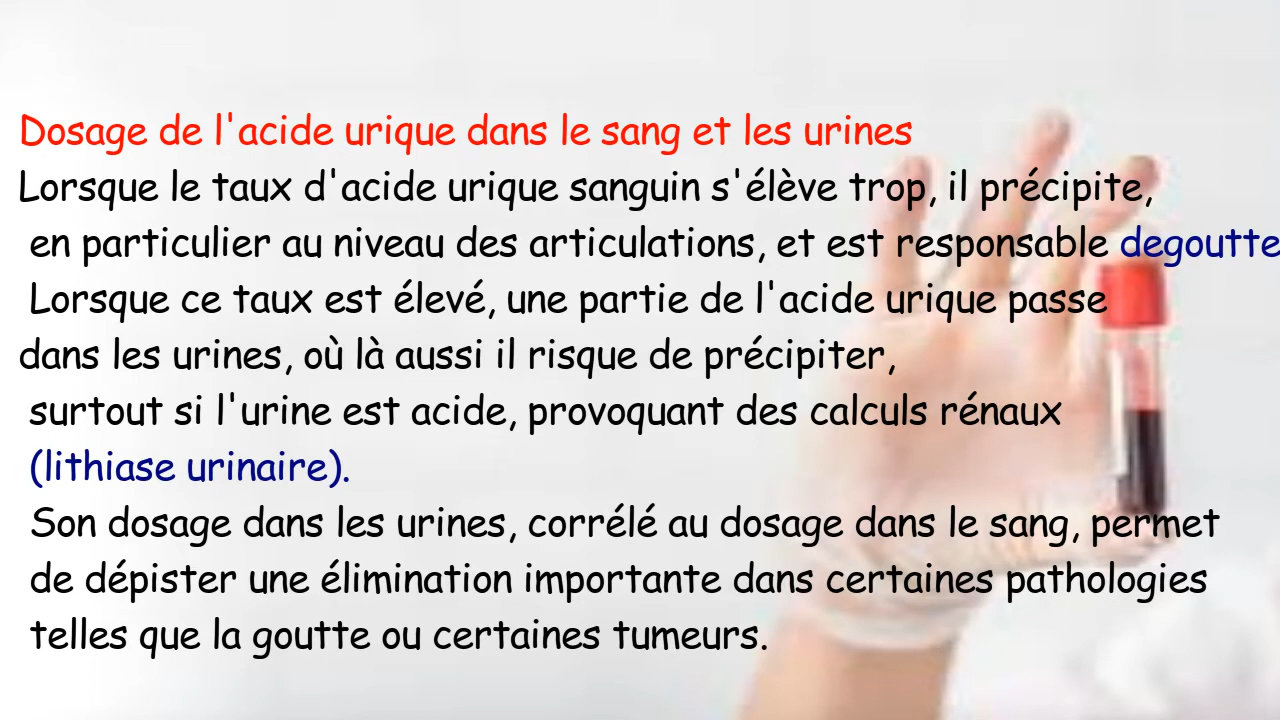 Dosage de l'acide urique dans le sang et les urines
Lorsque le taux d'acide urique sanguin s'élève trop, il précipite,
en particulier au niveau des articulations, et est responsable degoutte
Lorsque ce taux est élevé, une partie de l'acide urique passe
dans les urines, où là aussi il risque de précipiter,
surtout si l'urine est acide, provoquant des calculs rénaux
(lithiase urinaire).
Son dosage dans les urines, corrélé au dosage dans le sang, permet
de dépister une élimination importante dans certaines pathologies
telles que la goutte ou certaines tumeurs.